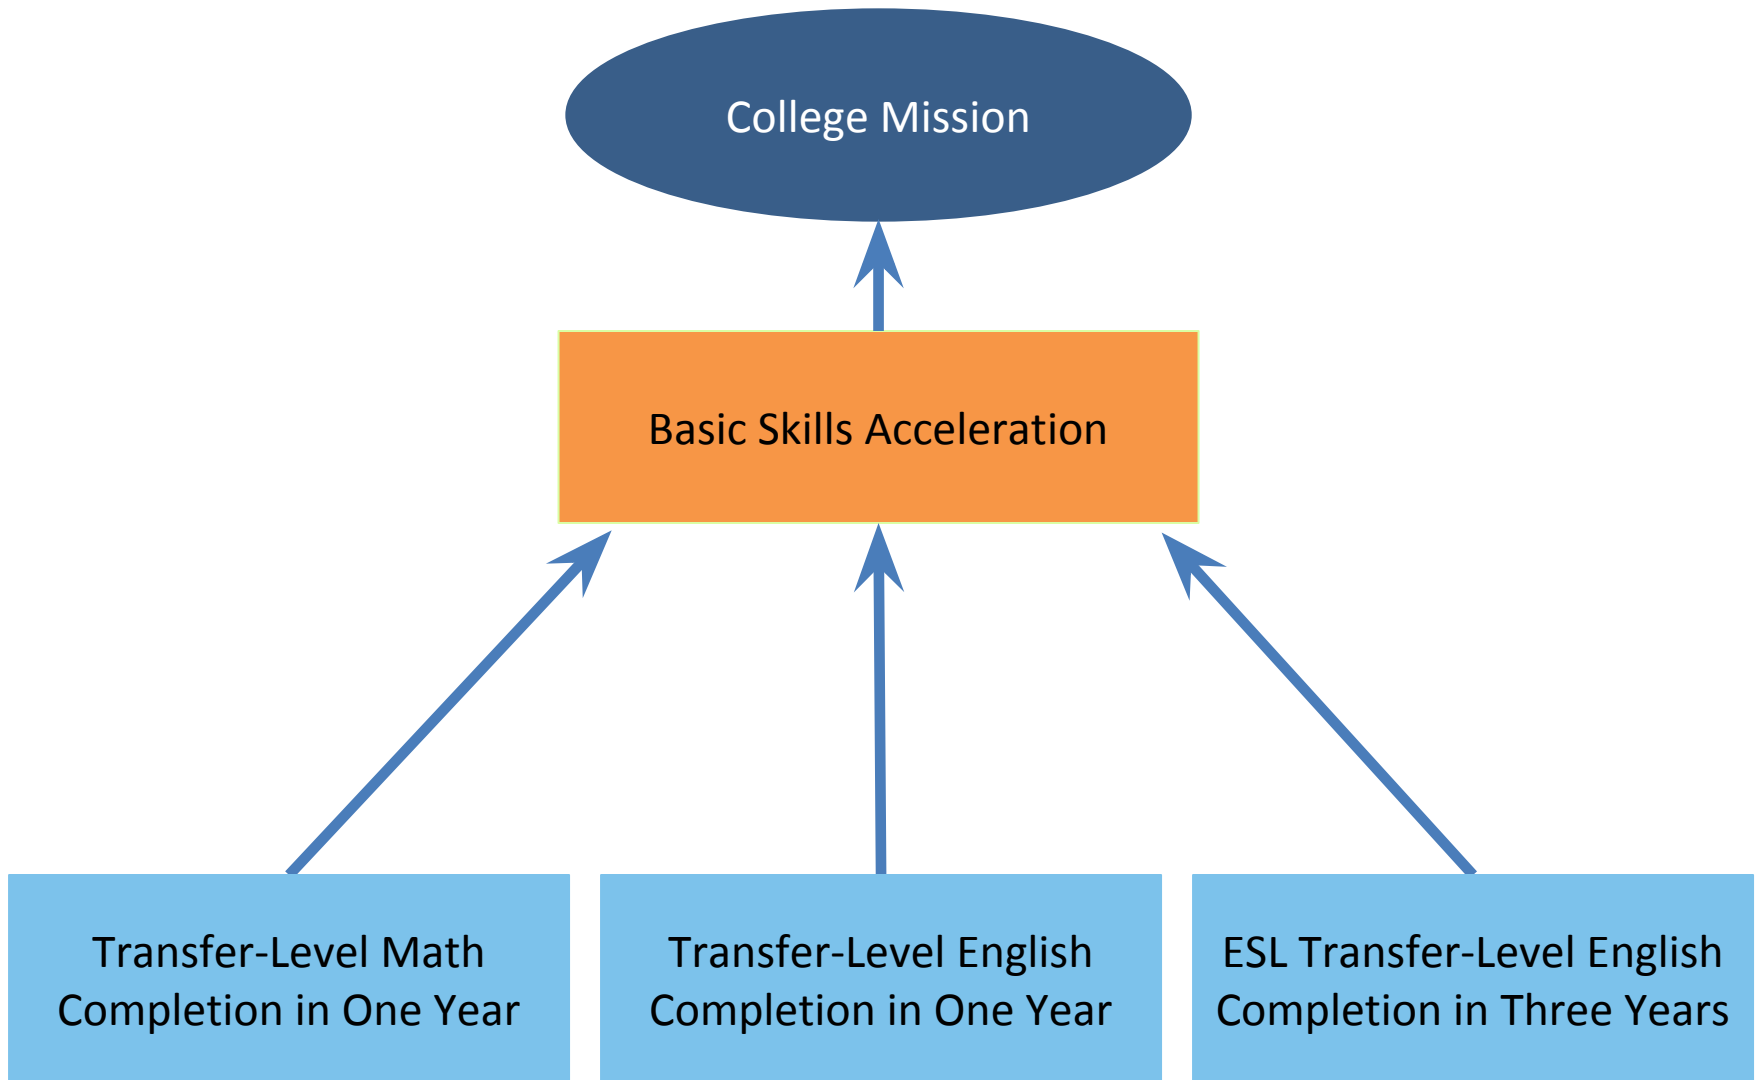 College Mission
Basic Skills Acceleration
Transfer-Level Math
Completion in One Year
Transfer-Level English
Completion in One Year
ESL Transfer-Level English
Completion in Three Years